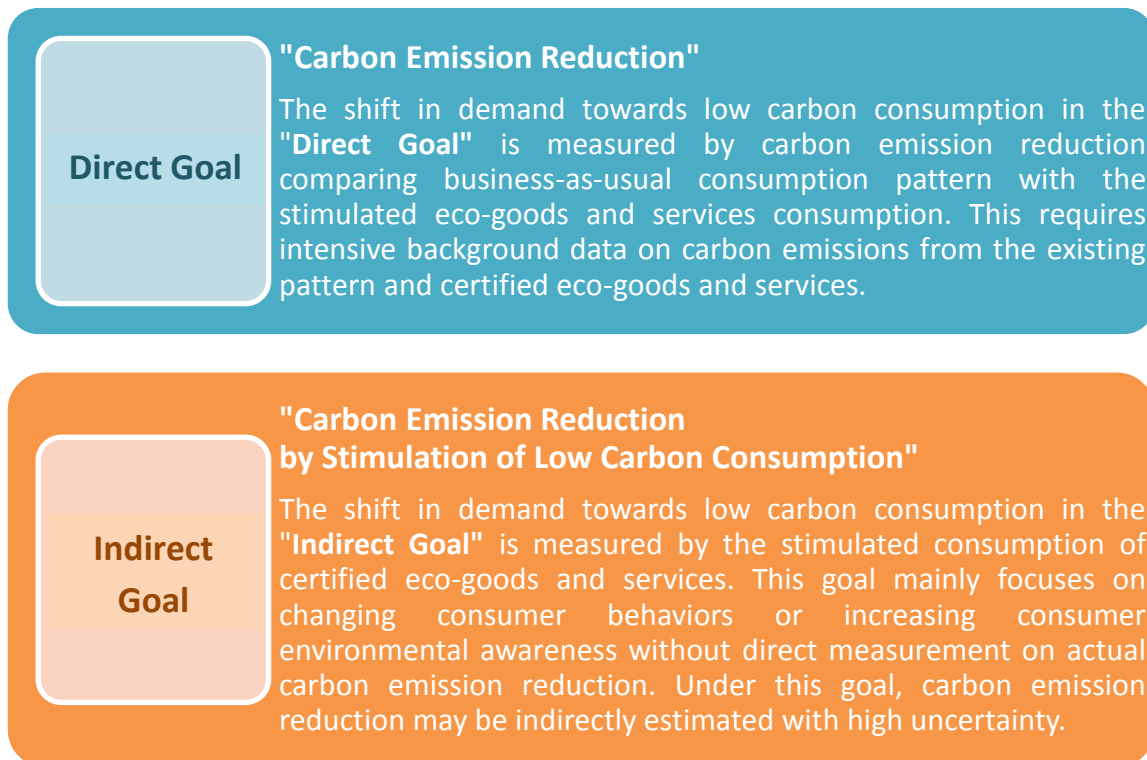 Direct Goal
"Carbon Emission Reduction"
The shift in demand towards low carbon consumption in the
"Direct Goal" is measured by carbon emission reduction
comparing business-as-usual consumption pattern with the
stimulated eco-goods and services consumption. This requires
intensive background data on carbon emissions from the existing
pattern and certified eco-goods and services.
Indirect
Goal
"Carbon Emission Reduction
by Stimulation of Low Carbon Consumption"
The shift in demand towards low carbon consumption in the
"Indirect Goal" is measured by the stimulated consumption of
certified eco-goods and services. This goal mainly focuses on
changing consumer behaviors or increasing consumer
environmental awareness without direct measurement on actual
carbon emission reduction. Under this goal, carbon emission
reduction may be indirectly estimated with high uncertainty.